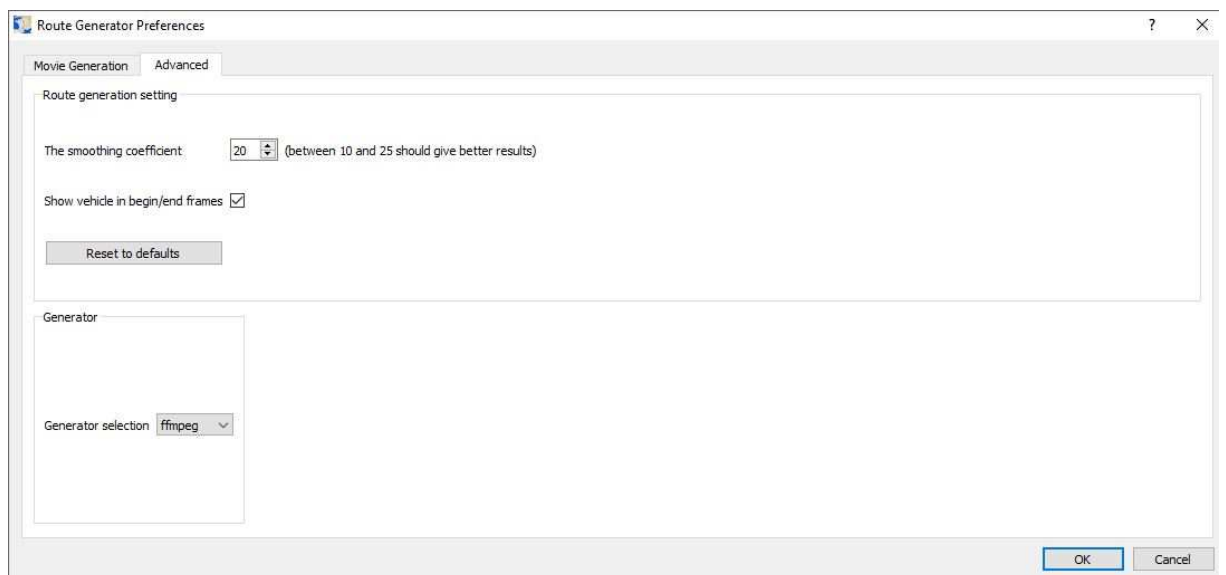 Route Generator Preferences ?
Movie Generation Advanced
Route generation setting
The smoothing coefficient 20 (between 10 and 25 should give better results)
Show vehicle in begin/end frames
Reset to defaults
Generator
Generator selection ffmpeg
OK Cancel